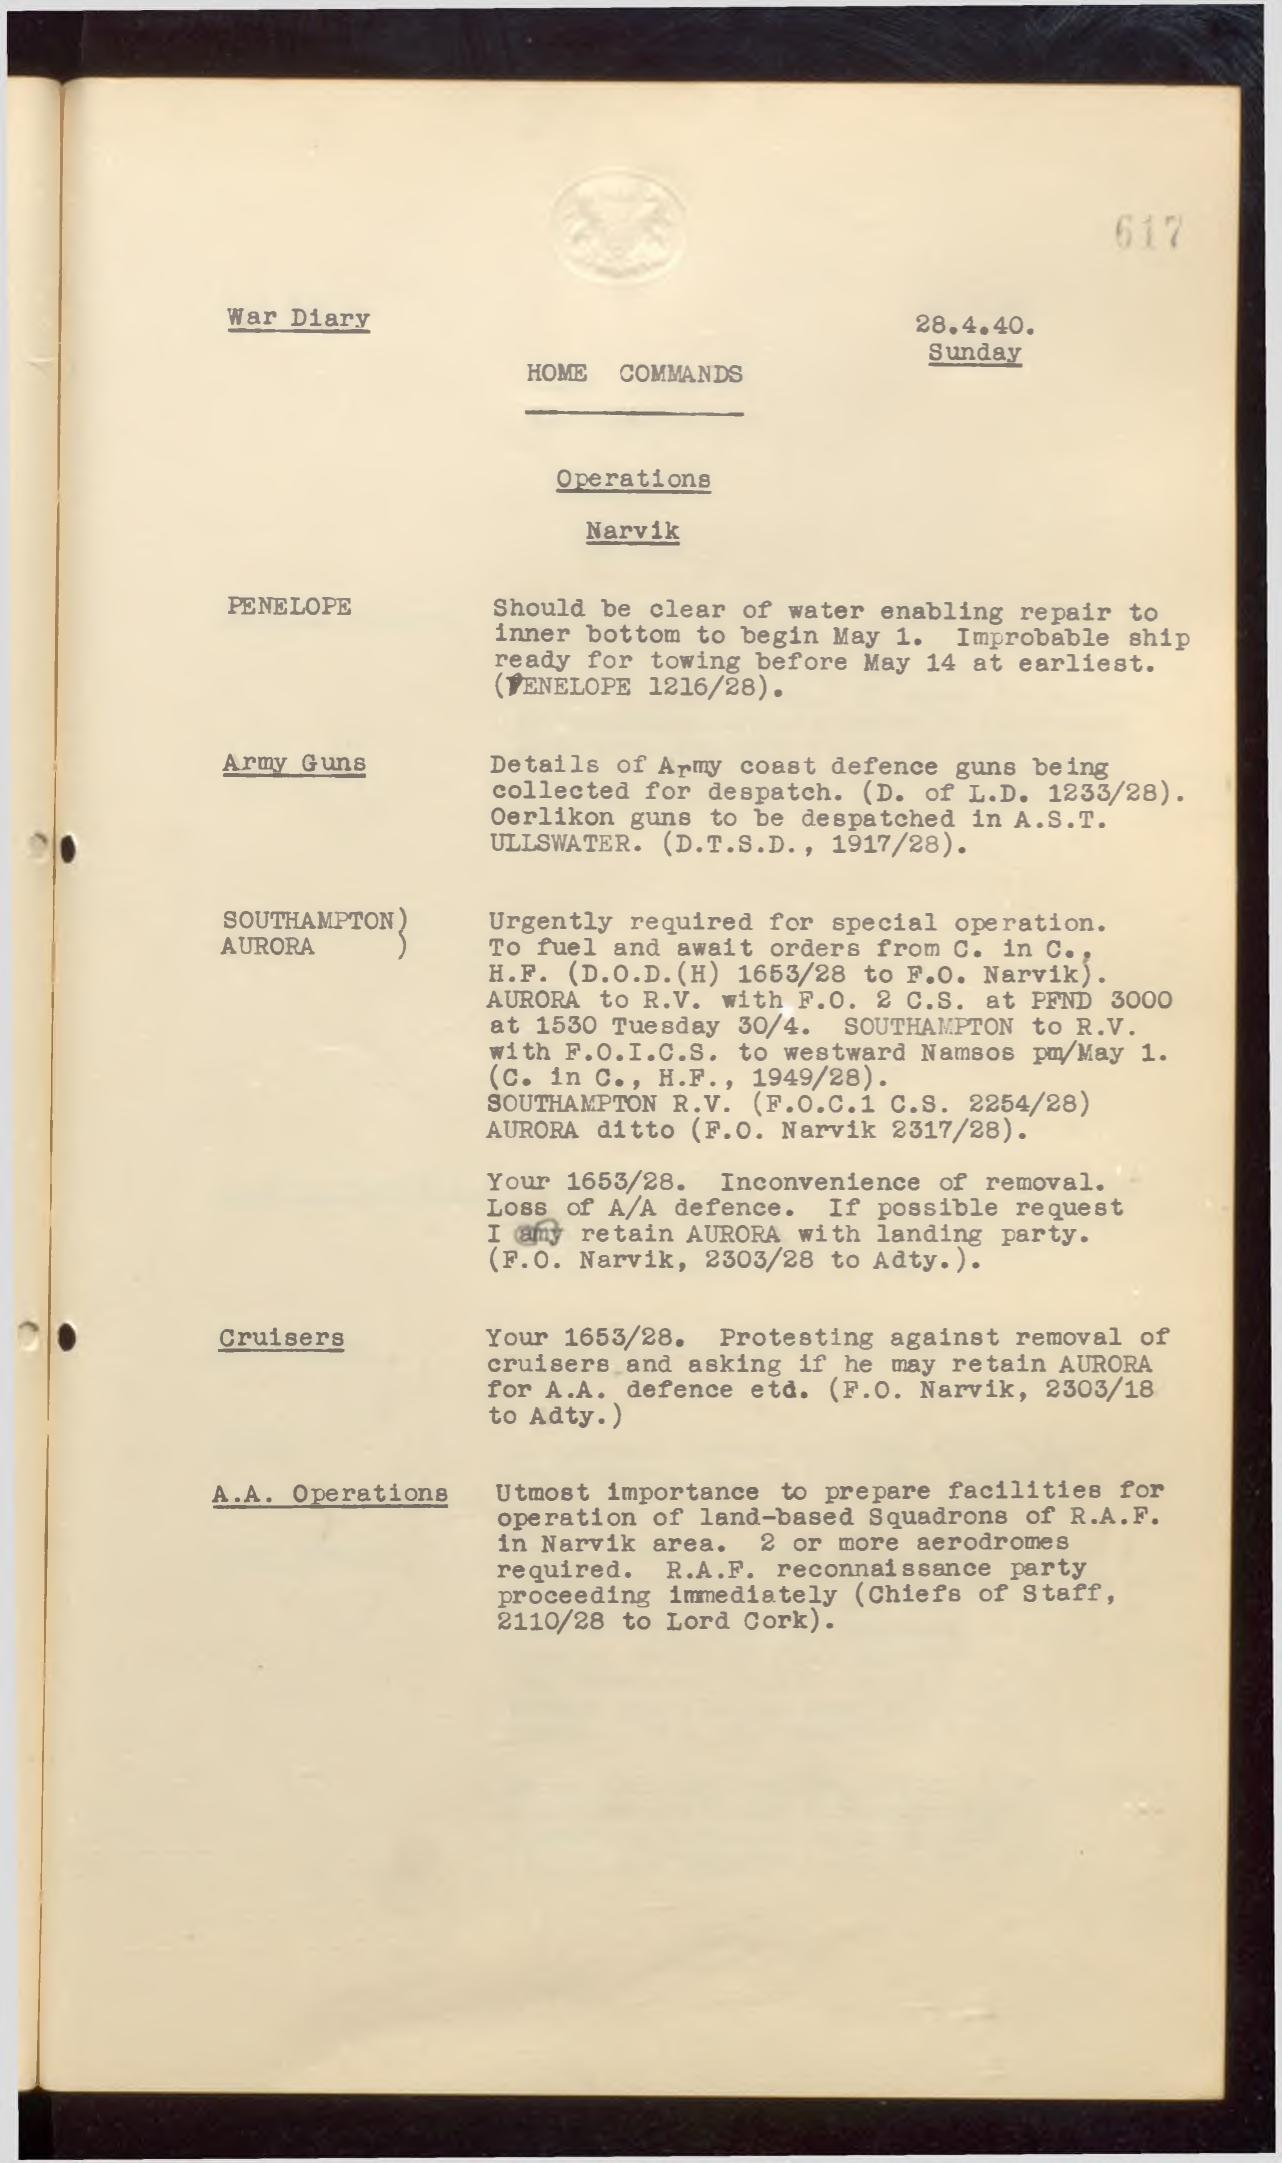 617
War Diary
28.4.40.
Sunday
HOME COMMANDS
Operations
Narvik
PENELOPE
Should be clear of water enabling repair to
inner bottom to begin May 1. Improbable ship
ready for towing before May 14 at earliest.
(PENELOPE 1216/28).
Army Guns
Details of Army coast defence guns being
collected for despatch. (D. of L.D. 1233/28).
Oerlikon guns to be despatched in A.S.T.
ULLSWATER. (D.T.S.D., 1917/28).
SOUTHAMPTON)
AURORA )
Urgently required for special operation.
To fuel and await orders from C. in C.,
H.F. (D.O.D.(H) 1653/28 to F.O. Narvik).
AURORA to R.V. with F.O. 2 C.S. at PFND 3000
at 1530 Tuesday 30/4. SOUTHAMPTON to R.V.
with F.O.I.C.S. to westward Namsos pm/May 1.
(C. in C., H.F., 1949/28).
SOUTHAMPTON R.V. (F.O.C.1 C.S. 2254/28)
AURORA ditto (F.O. Narvik 2317/28).
Your 1653/28. Inconvenience of removal.
Loss of A/A defence. If possible request
I retain AURORA with landing party.
(F.O. Narvik, 2303/28 to Adty.).
Cruisers
Your 1653/28. Protesting against removal of
cruisers and asking if he may retain AURORA
for A.A. defence etd. (F.O. Narvik, 2303/18
to Adty.)
A.A. Operations
Utmost importance to prepare facilities for
operation of land-based Squadrons of R.A.F.
in Narvik area. 2 or more aerodromes
required. R.A.F. reconnaissance party
proceeding immediately (Chiefs of Staff,
2110/28 to Lord Cork).